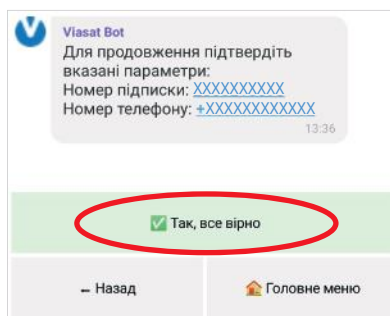 Viasat Bot
Для продовження підтвердіть
вказані параметри:
Номер підписки: XXXXXXXXXX
Номер телефону: +XXXXXXXXXXXX
13:36
✅ Так, все вірно
← Назад
🏠 Головне меню